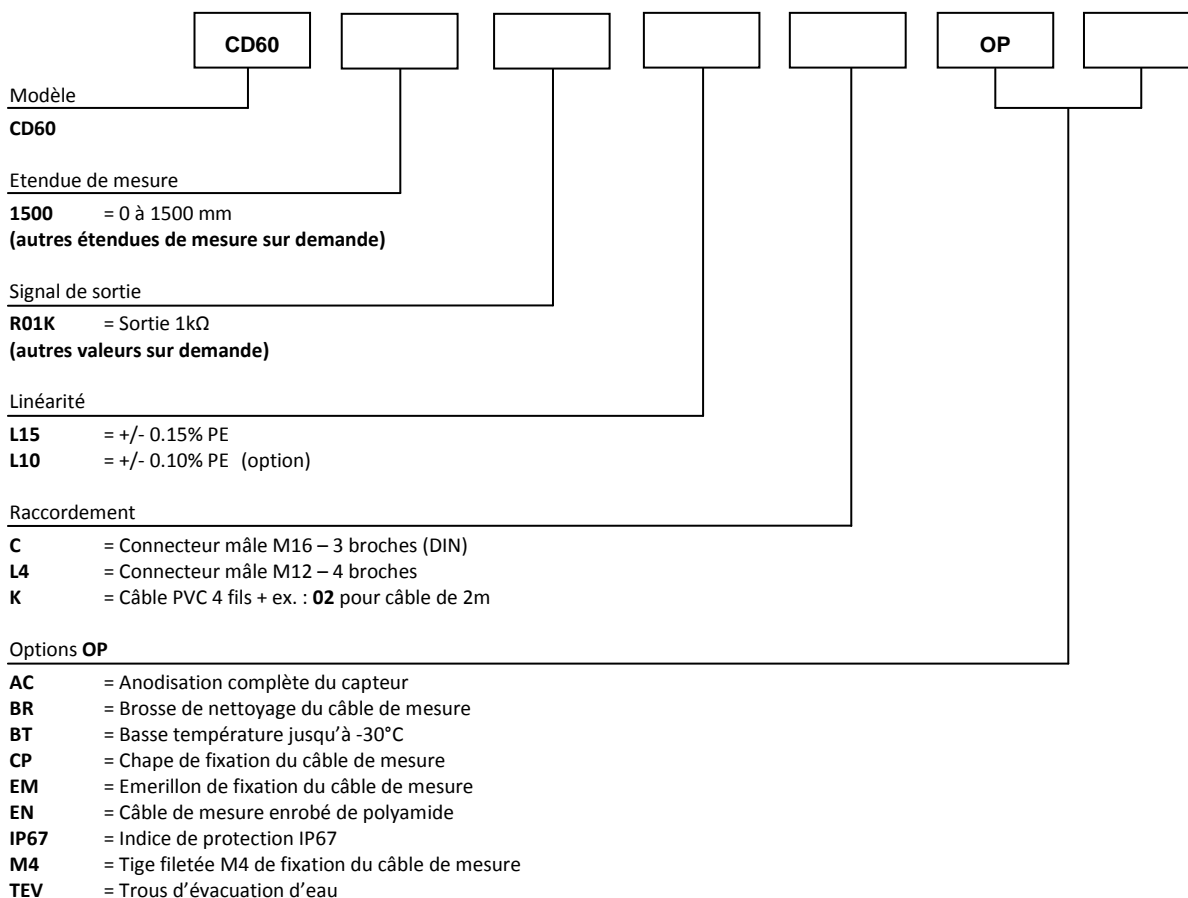 CD60 OP
Modèle
CD60
Etendue de mesure
1500 = 0 à 1500 mm
(autres étendues de mesure sur demande)
Signal de sortie
R01K = Sortie 1kΩ
(autres valeurs sur demande)
Linéarité
L15 = +/- 0.15% PE
L10 = +/- 0.10% PE (option)
Raccordement
C = Connecteur mâle M16 – 3 broches (DIN)
L4 = Connecteur mâle M12 – 4 broches
K = Câble PVC 4 fils + ex. : 02 pour câble de 2m
Options OP
AC = Anodisation complète du capteur
BR = Brosse de nettoyage du câble de mesure
BT = Basse température jusqu’à -30°C
CP = Chape de fixation du câble de mesure
EM = Emerillon de fixation du câble de mesure
EN = Câble de mesure enrobé de polyamide
IP67 = Indice de protection IP67
M4 = Tige filetée M4 de fixation du câble de mesure
TEV = Trous d’évacuation d’eau